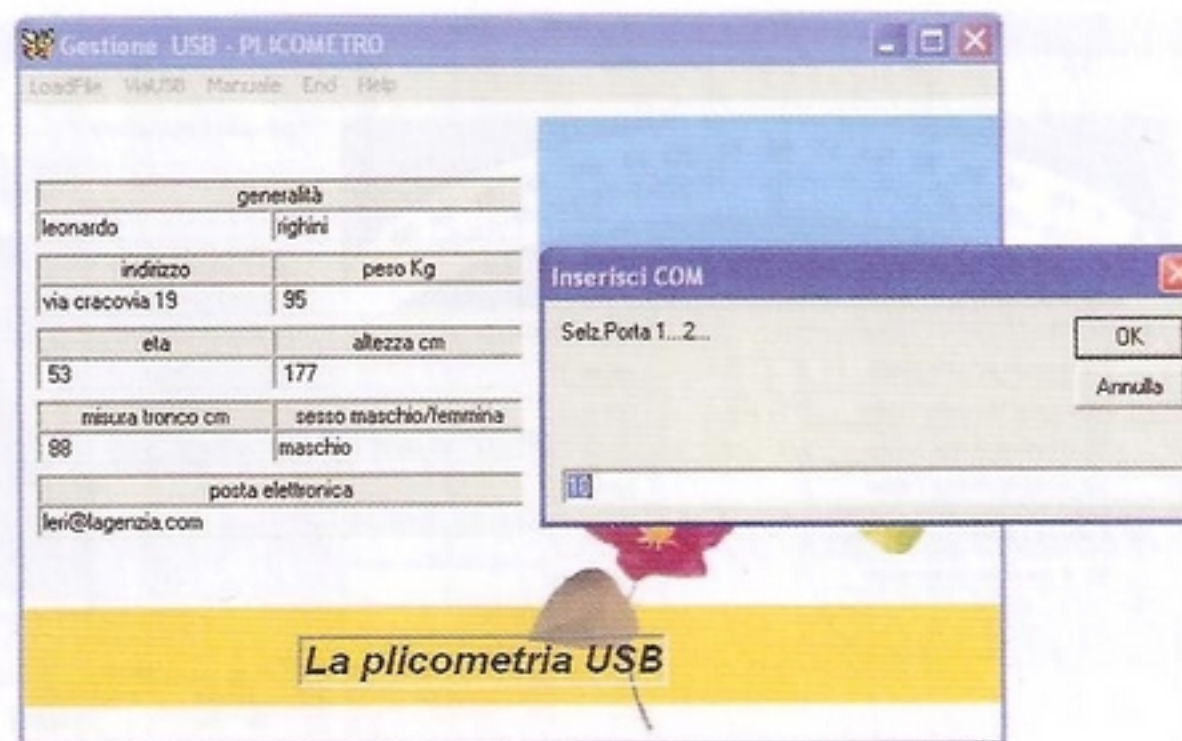 Gestione USB - PLICOMETRO
LoadFile ViaUSB Manuale End Help
generalità
leonardo righini
indirizzo peso Kg
via cracovia 19 95
eta altezza cm
53 177
misura tronco cm sesso maschio/femmina
98 maschio
posta elettronica
leri@lagenzia.com
Inserisci COM
Selz.Porta 1...2...
OK
Annulla
La plicometria USB